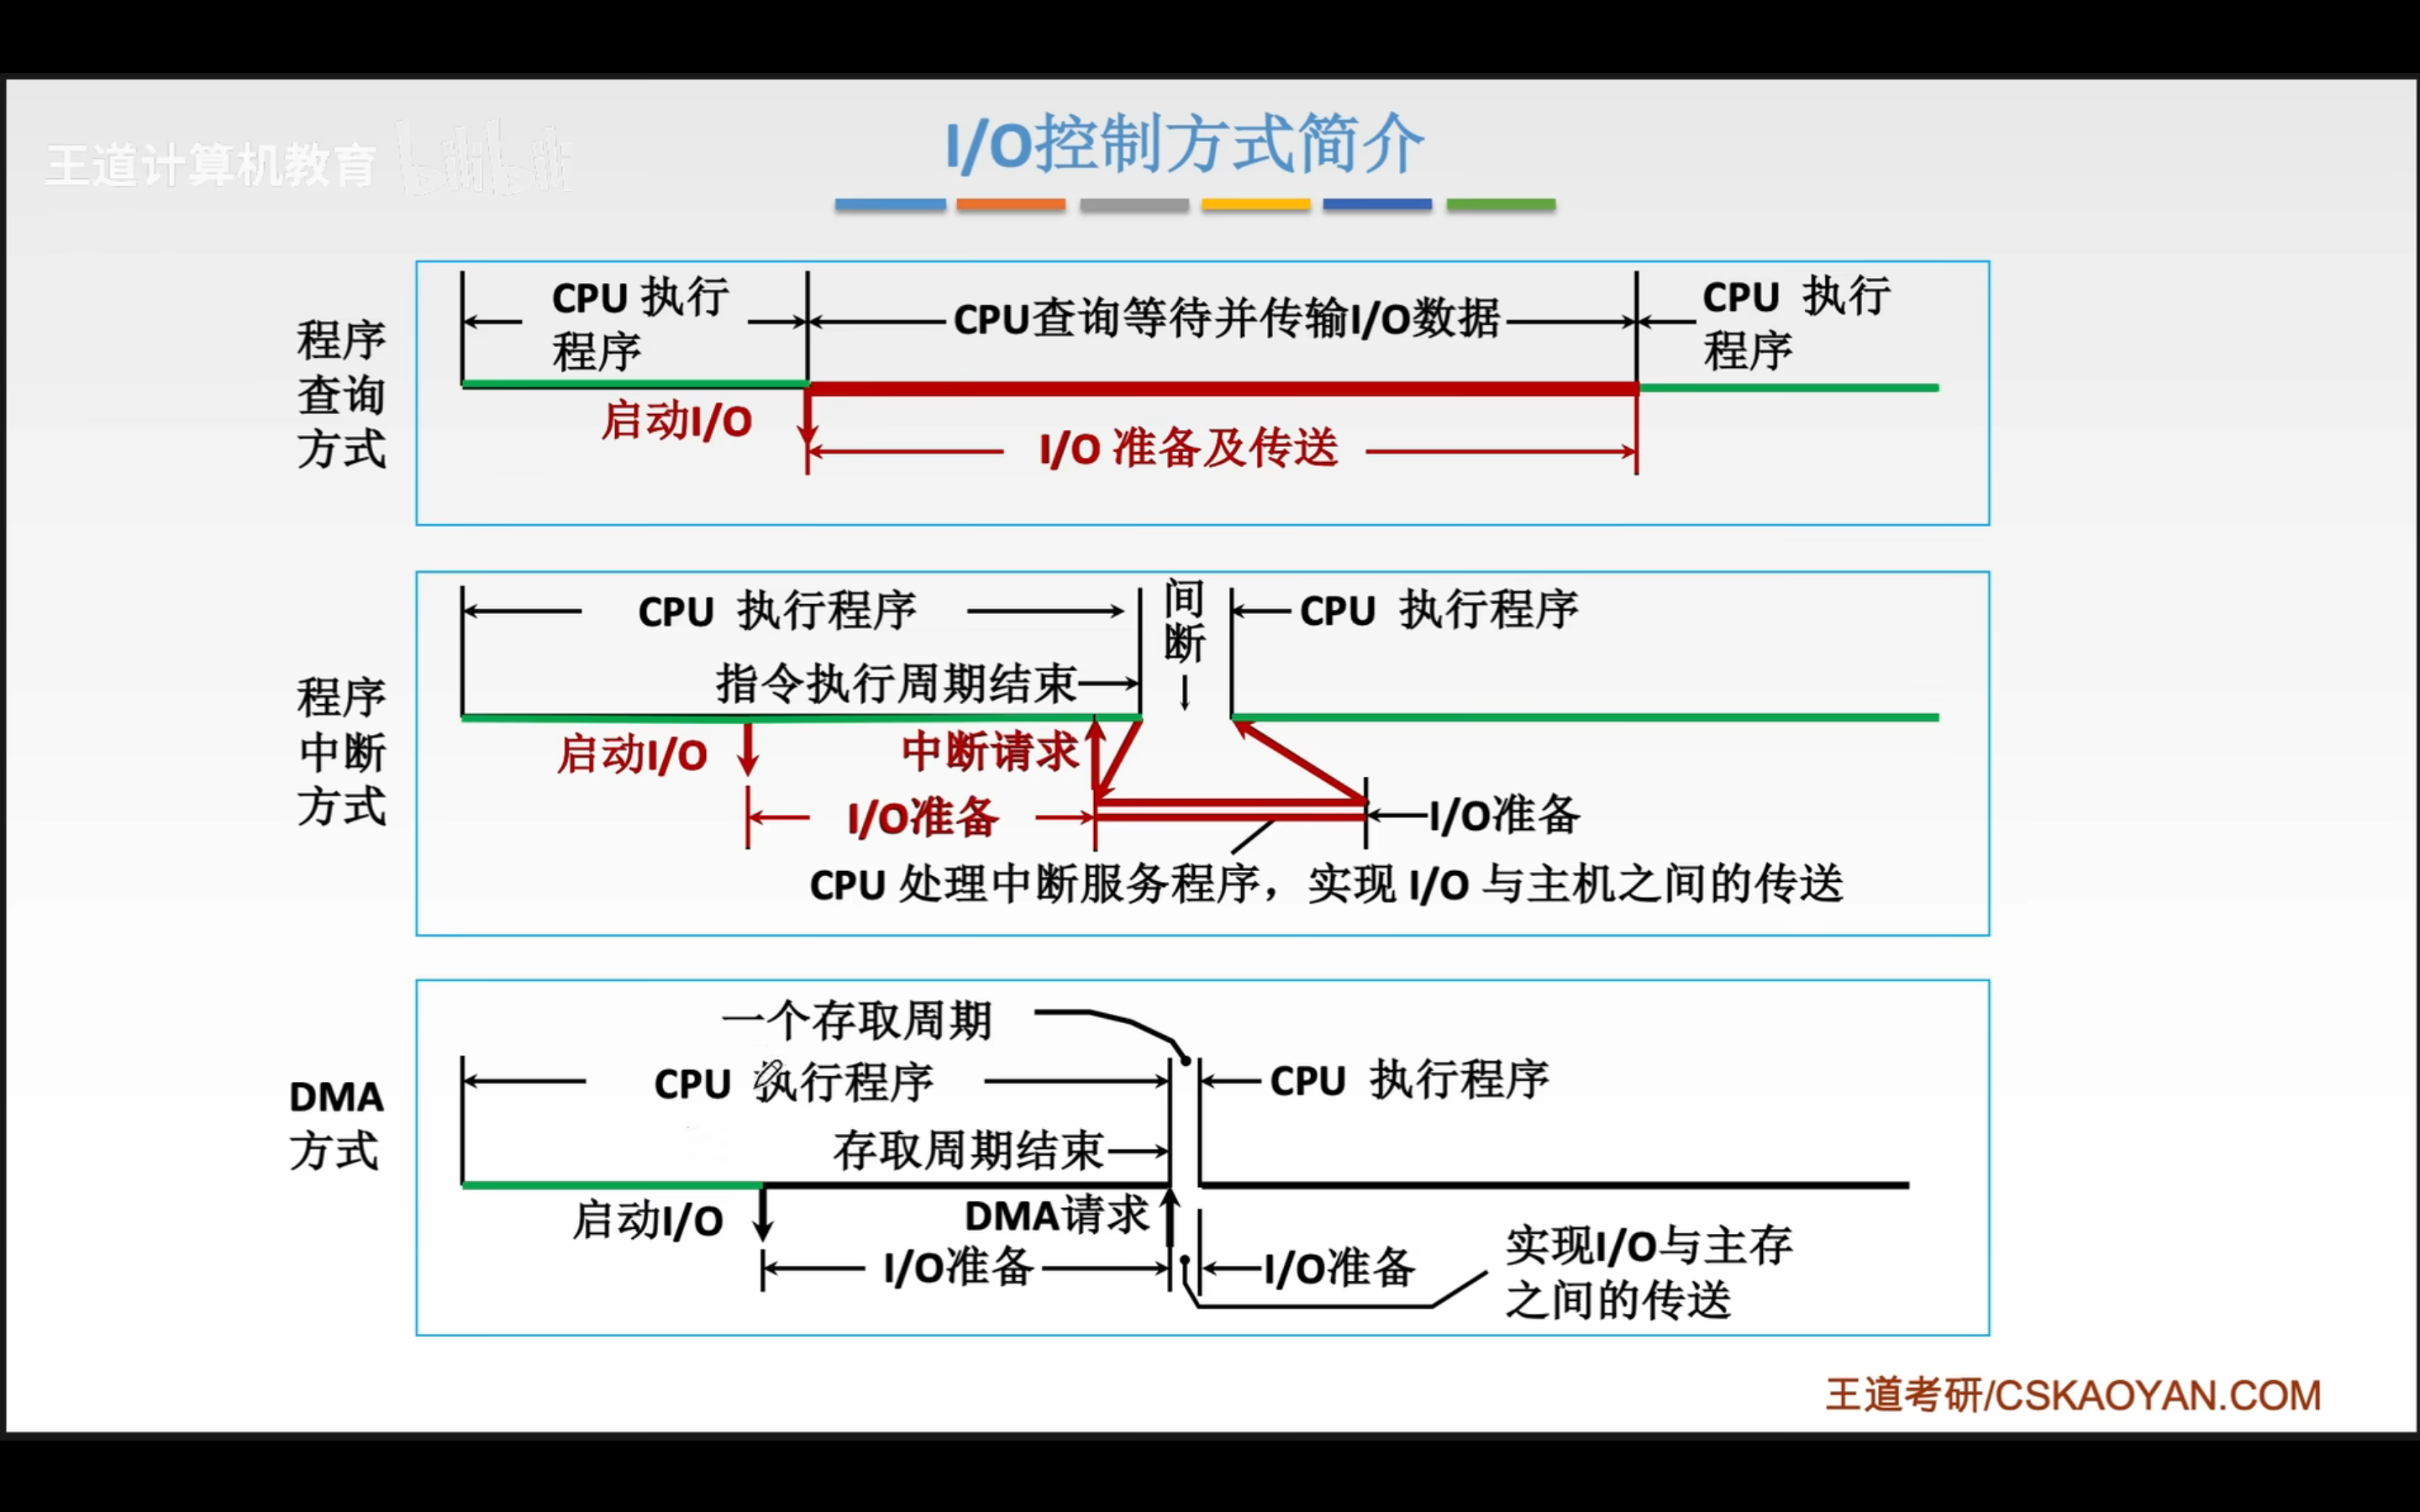 王道计算机教育 bilibili
I/O控制方式简介
程序
查询
方式
CPU 执行
程序
CPU查询等待并传输I/O数据
CPU 执行
程序
启动I/O
I/O 准备及传送
程序
中断
方式
CPU 执行程序
间
断
CPU 执行程序
指令执行周期结束
启动I/O
中断请求
I/O准备
I/O准备
CPU 处理中断服务程序，实现 I/O 与主机之间的传送
DMA
方式
一个存取周期
CPU 执行程序
CPU 执行程序
存取周期结束
启动I/O
DMA请求
I/O准备
I/O准备
实现I/O与主存
之间的传送
王道考研/CSKAOYAN.COM